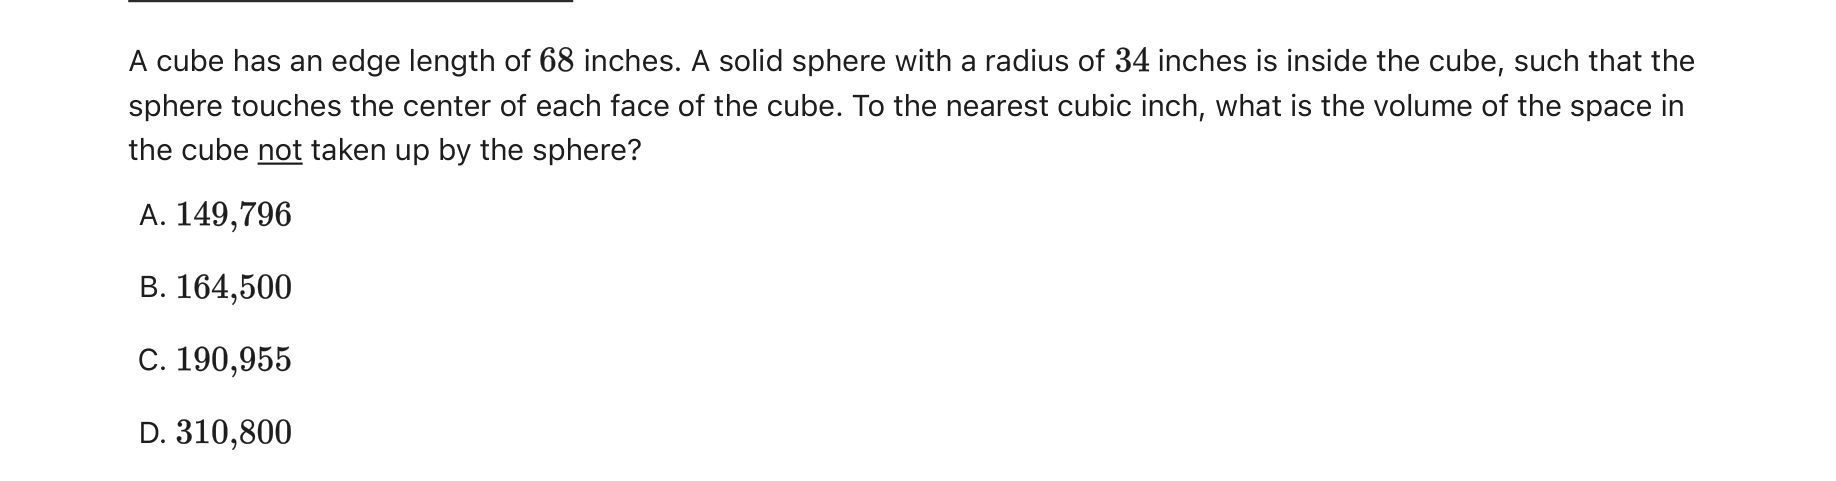 A cube has an edge length of 68 inches. A solid sphere with a radius of 34 inches is inside the cube, such that the
sphere touches the center of each face of the cube. To the nearest cubic inch, what is the volume of the space in
the cube not taken up by the sphere?
A. 149,796
B. 164,500
C. 190,955
D. 310,800